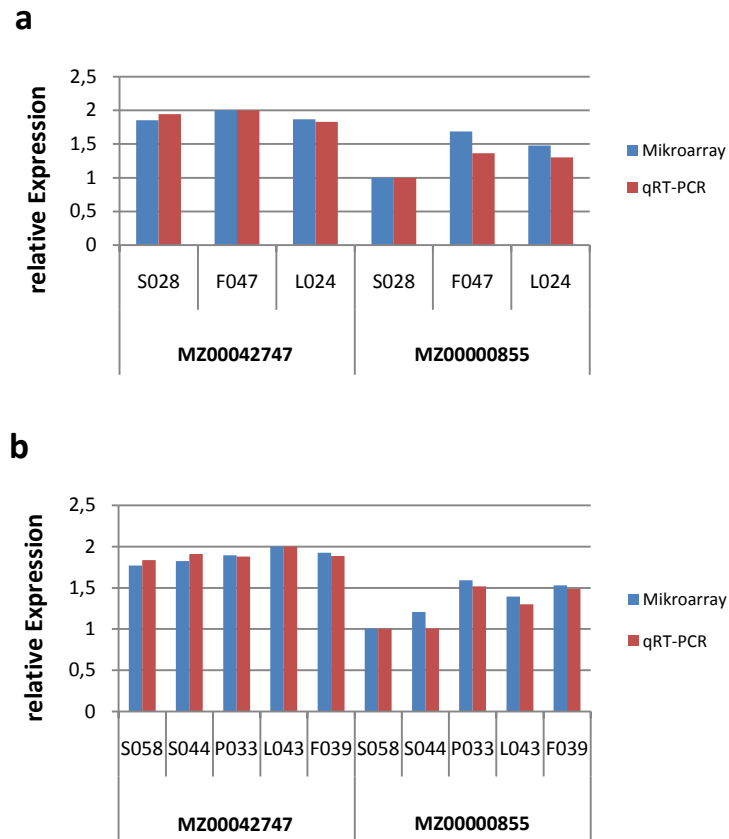 a
relative Expression
2,5
2
1,5
1
0,5
0
S028 F047 L024 S028 F047 L024
MZ00042747 MZ00000855
Mikroarray
qRT-PCR
b
relative Expression
2,5
2
1,5
1
0,5
0
S058 S044 P033 L043 F039 S058 S044 P033 L043 F039
MZ00042747 MZ00000855
Mikroarray
qRT-PCR